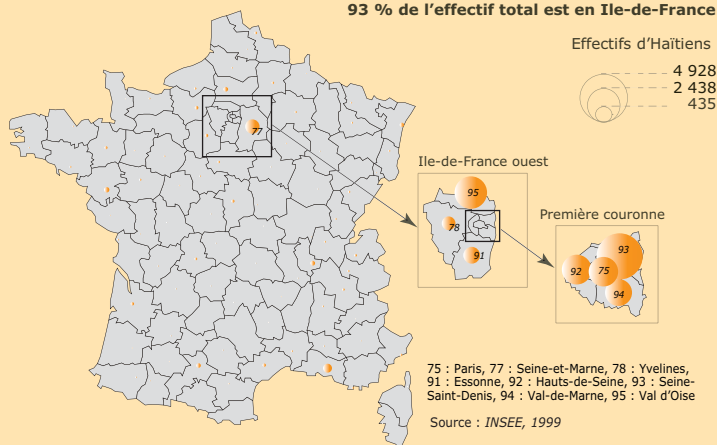 93 % de l'effectif total est en Ile-de-France
Effectifs d'Haïtiens
4 928
2 438
435
77
Ile-de-France ouest
95
78
91
Première couronne
93
92
75
94
75 : Paris, 77 : Seine-et-Marne, 78 : Yvelines,
91 : Essonne, 92 : Hauts-de-Seine, 93 : Seine-
Saint-Denis, 94 : Val-de-Marne, 95 : Val d'Oise
Source : INSEE, 1999